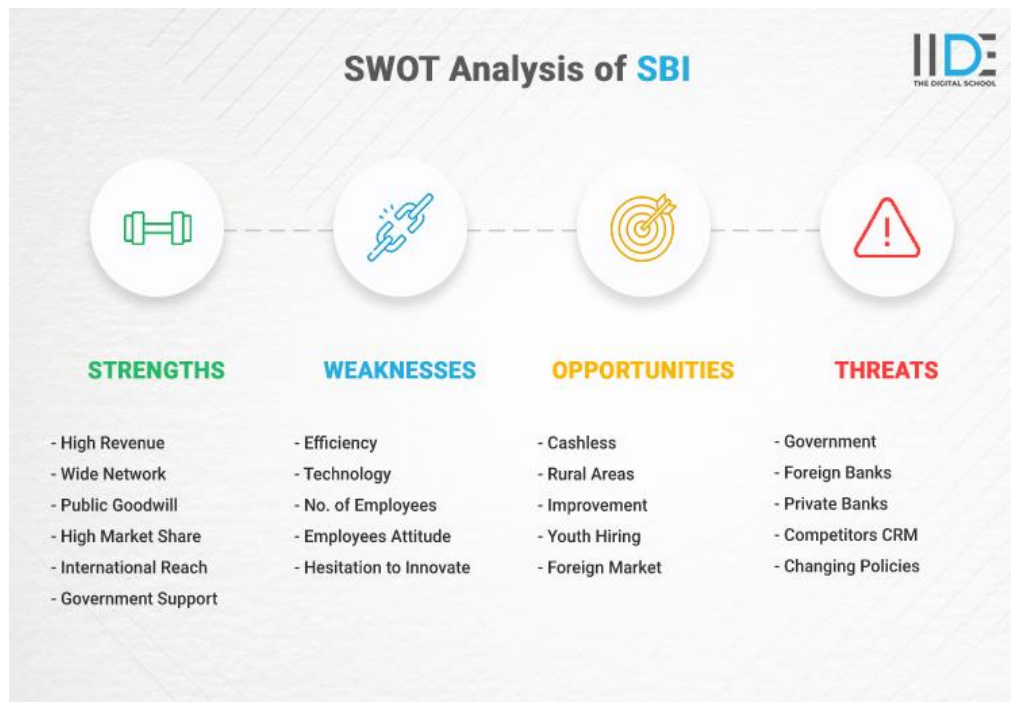 SWOT Analysis of SBI
IIDE
THE DIGITAL SCHOOL
STRENGTHS
- High Revenue
- Wide Network
- Public Goodwill
- High Market Share
- International Reach
- Government Support
WEAKNESSES
- Efficiency
- Technology
- No. of Employees
- Employees Attitude
- Hesitation to Innovate
OPPORTUNITIES
- Cashless
- Rural Areas
- Improvement
- Youth Hiring
- Foreign Market
THREATS
- Government
- Foreign Banks
- Private Banks
- Competitors CRM
- Changing Policies